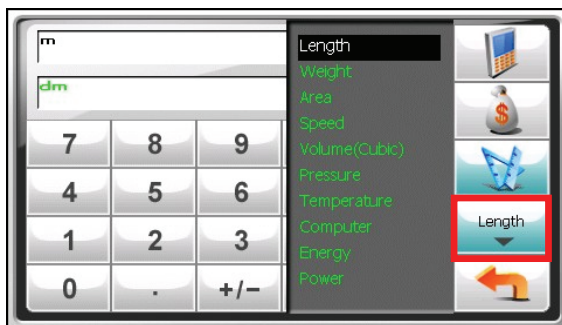 m
dm
7 8 9
4 5 6
1 2 3
0 . +/-
Length
Weight
Area
Speed
Volume(Cubic)
Pressure
Temperature
Computer
Energy
Power
$
Length